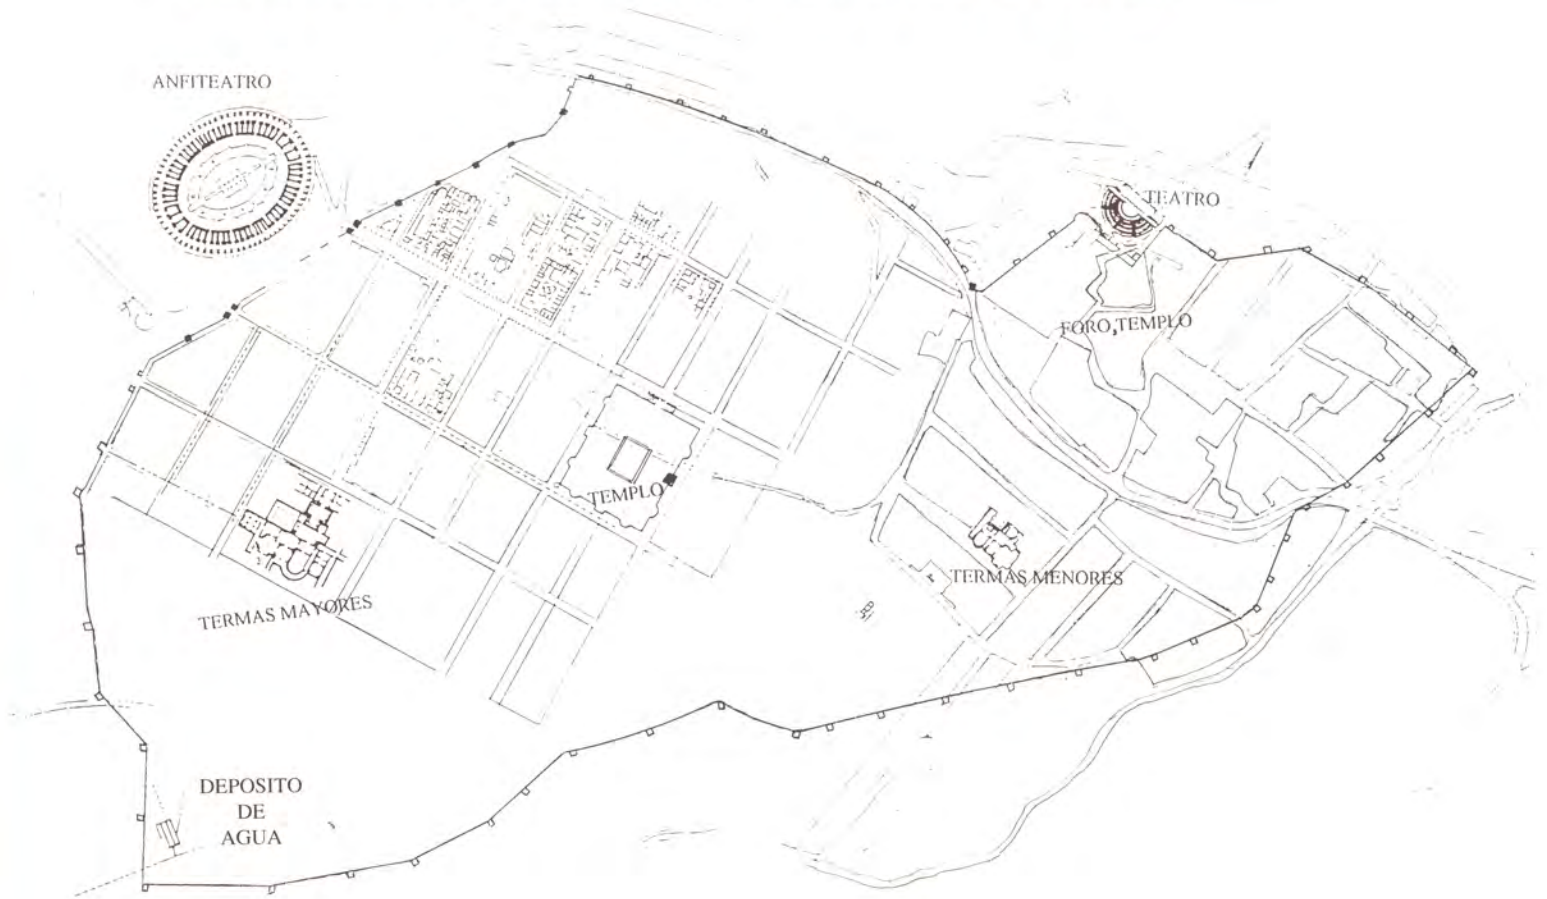 ANFITEATRO
TEATRO
FORO,TEMPLO
TEMPLO
TERMAS MENORES
TERMAS MAYORES
DEPOSITO
DE
AGUA